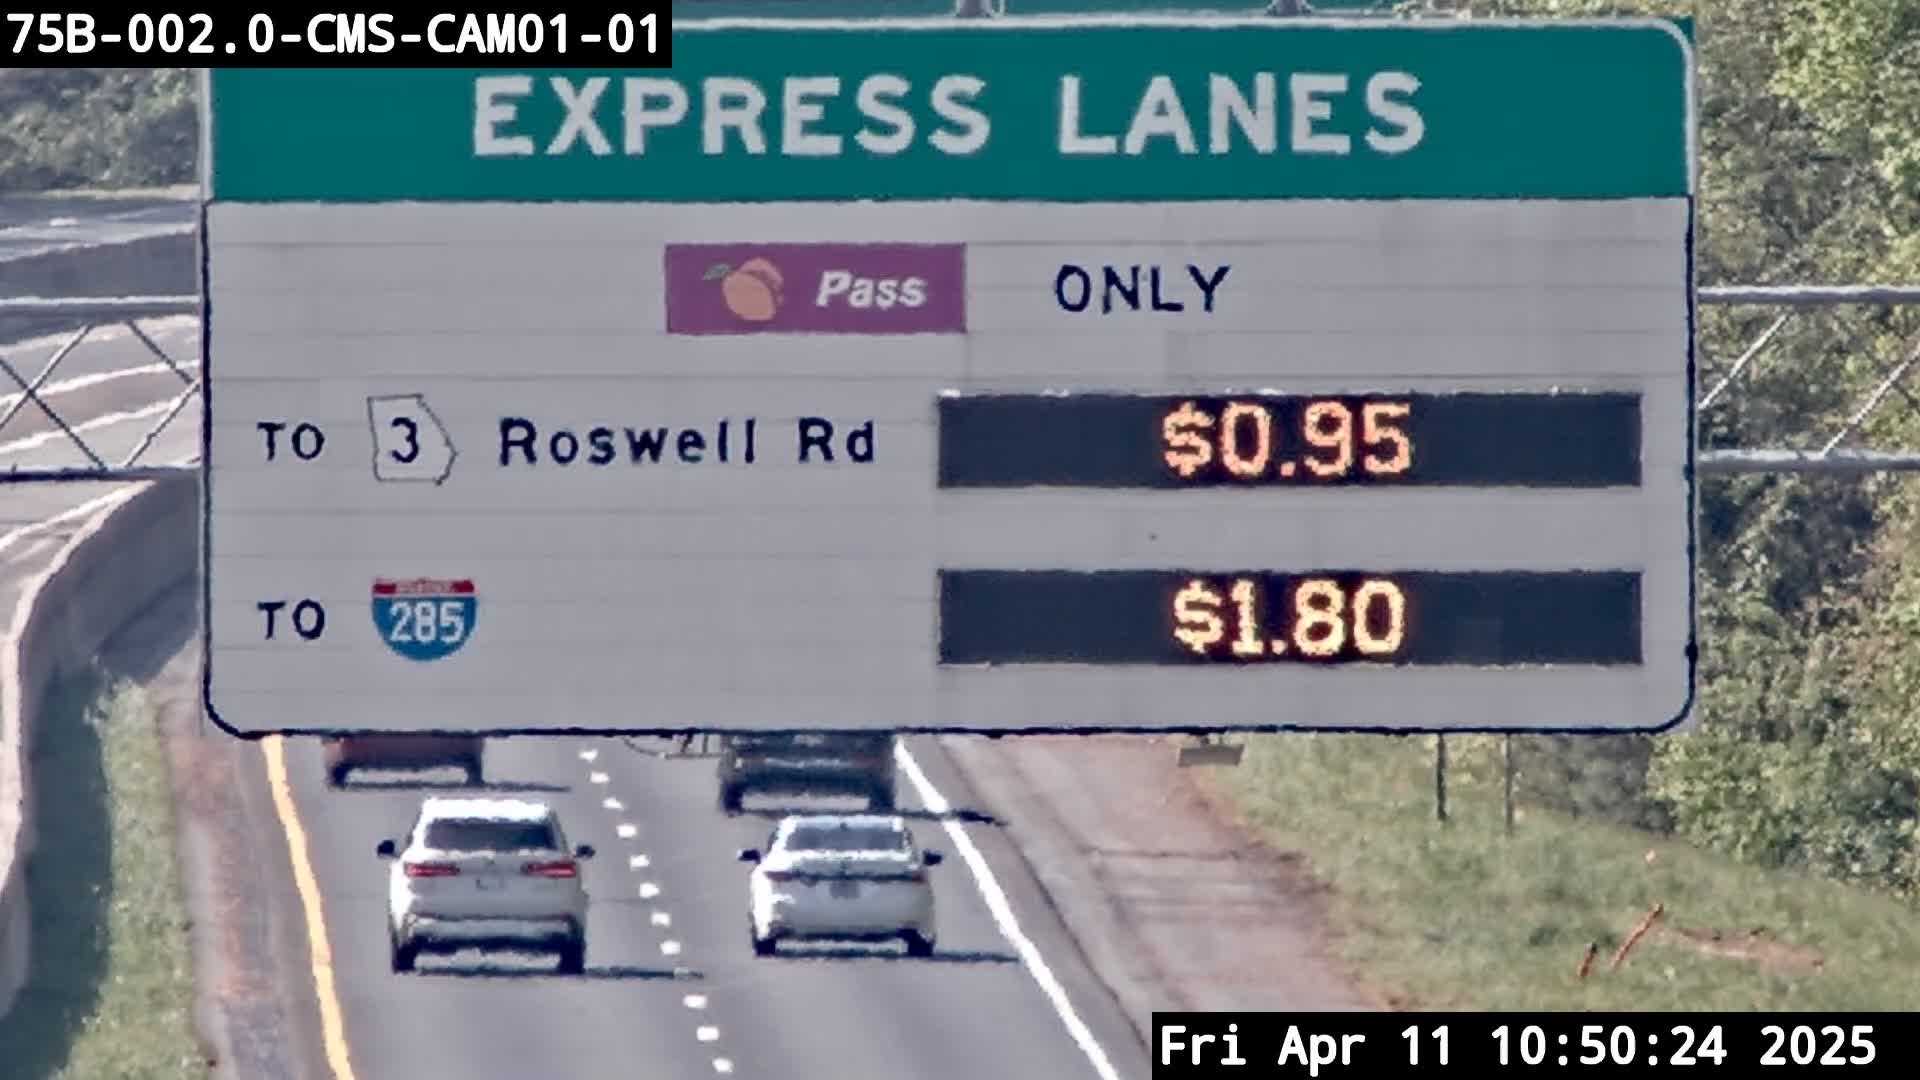 75B-002.0-CMS-CAM01-01
EXPRESS LANES
Pass ONLY
TO 3 Roswell Rd $0.95
TO 285 $1.80
Fri Apr 11 10:50:24 2025